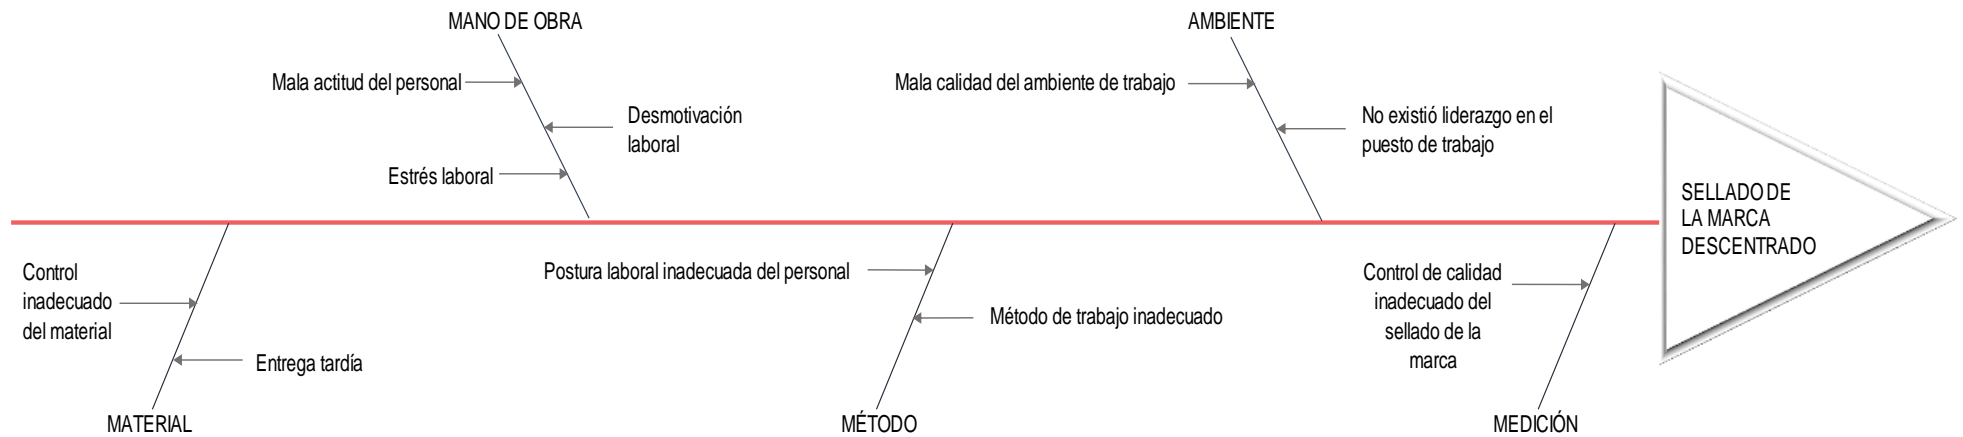 MANO DE OBRA
AMBIENTE
Mala actitud del personal
Mala calidad del ambiente de trabajo
Desmotivación
laboral
No existió liderazgo en el
puesto de trabajo
Estrés laboral
SELLADO DE
LA MARCA
DESCENTRADO
Control
inadecuado
del material
Postura laboral inadecuada del personal
Control de calidad
inadecuado del
sellado de la
marca
Método de trabajo inadecuado
Entrega tardía
MATERIAL
MÉTODO
MEDICIÓN